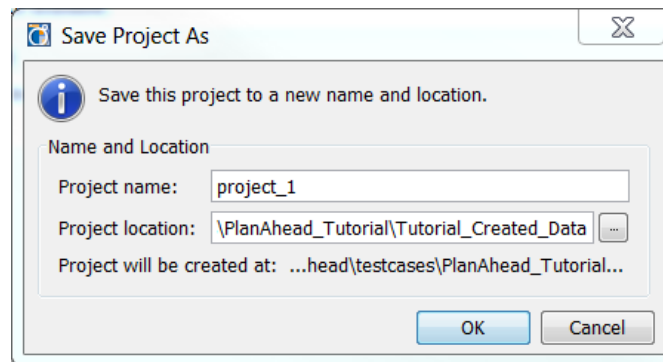 Save Project As
Save this project to a new name and location.
Name and Location
Project name: project_1
Project location: \PlanAhead_Tutorial\Tutorial_Created_Data ...
Project will be created at: ...head\testcases\PlanAhead_Tutorial...
OK Cancel